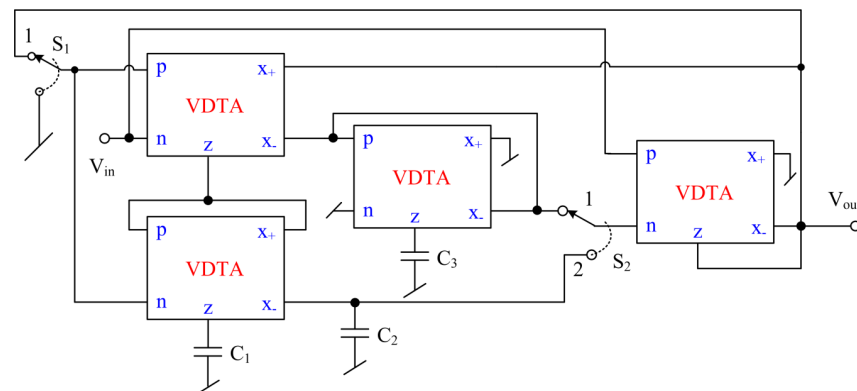 1
S1
p
x+
VDTA
n
z
x-
Vin
p
x+
VDTA
n
z
x-
C3
1
S2
2
p
x+
VDTA
n
z
x-
Vou
p
x+
VDTA
n
z
x-
C1
C2